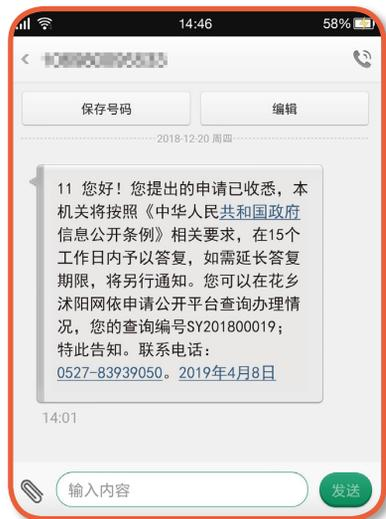 14:46
58%
保存号码
编辑
2018-12-20 周四
11 您好！您提出的申请已收悉，本
机关将按照《中华人民共和国政府
信息公开条例》相关要求，在15个
工作日内予以答复，如需延长答复
期限，将另行通知。您可以在花乡
沭阳网依申请公开平台查询办理情
况，您的查询编号SY201800019；
特此告知。联系电话：
0527-83939050。2019年4月8日
14:01
输入内容
发送